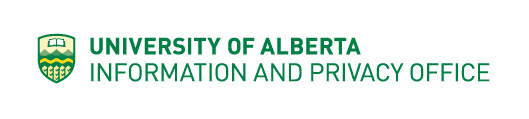 UNIVERSITY OF ALBERTA
INFORMATION AND PRIVACY OFFICE